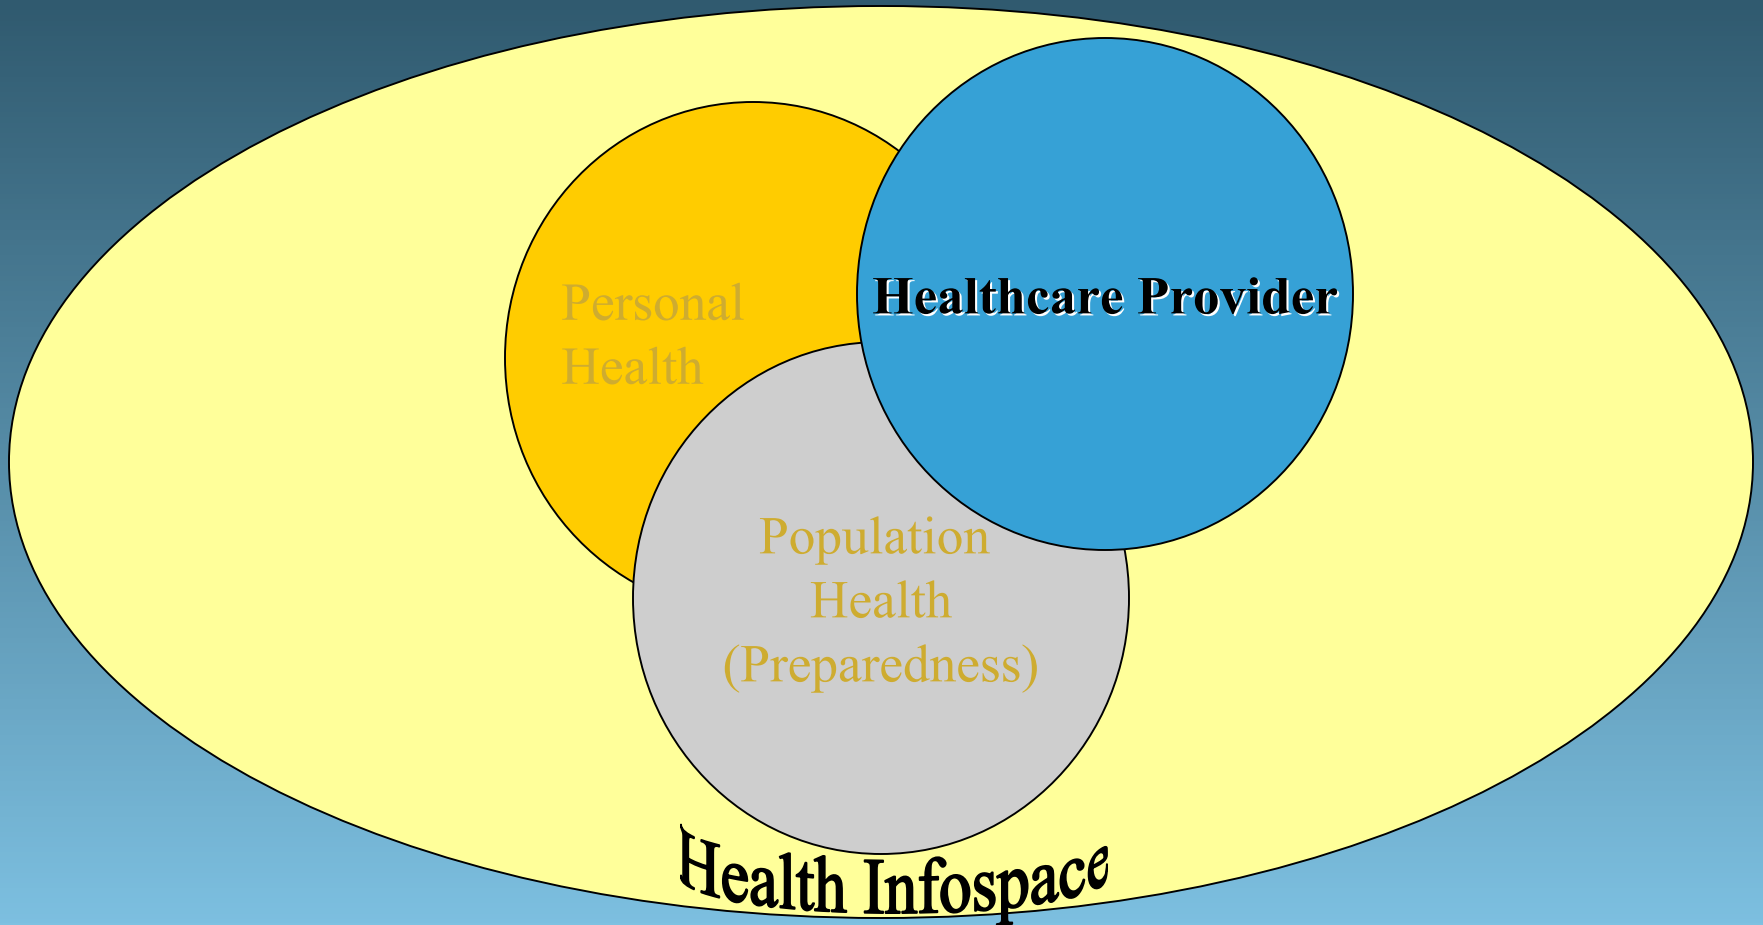 Healthcare Provider
Personal
Health
Population
Health
(Preparedness)
Health Infospace